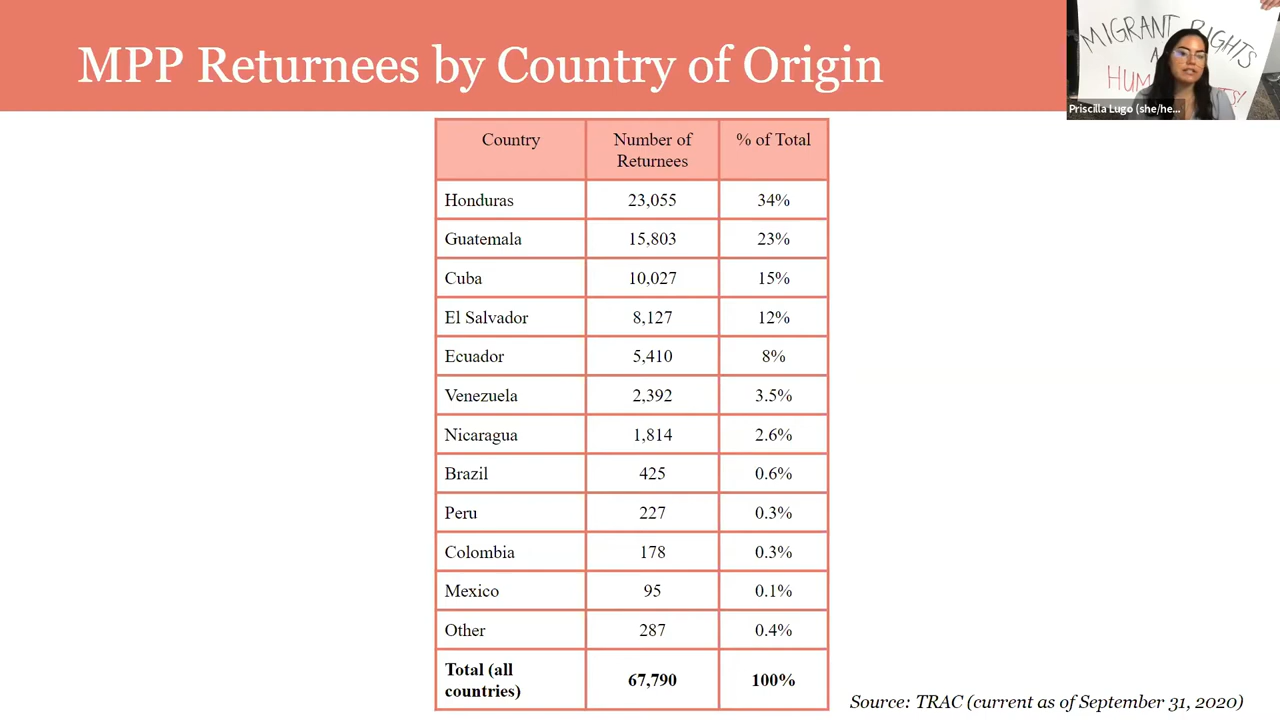 MPP Returnees by Country of Origin
MIGRANT RIGHTS
Priscilla Lugo (she/he...
Country Number of Returnees % of Total
Honduras 23,055 34%
Guatemala 15,803 23%
Cuba 10,027 15%
El Salvador 8,127 12%
Ecuador 5,410 8%
Venezuela 2,392 3.5%
Nicaragua 1,814 2.6%
Brazil 425 0.6%
Peru 227 0.3%
Colombia 178 0.3%
Mexico 95 0.1%
Other 287 0.4%
Total (all countries) 67,790 100%
Source: TRAC (current as of September 31, 2020)